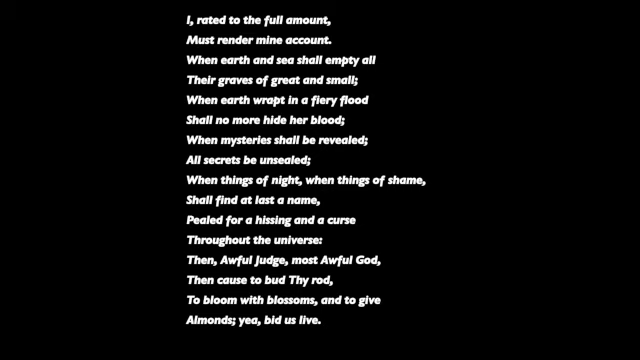 I, rated to the full amount,
Must render mine account.
When earth and sea shall empty all
Their graves of great and small;
When earth wrapt in a fiery flood
Shall no more hide her blood;
When mysteries shall be revealed;
All secrets be unsealed;
When things of night, when things of shame,
Shall find at last a name,
Pealed for a hissing and a curse
Throughout the universe:
Then, Awful Judge, most Awful God,
Then cause to bud Thy rod,
To bloom with blossoms, and to give
Almonds; yea, bid us live.